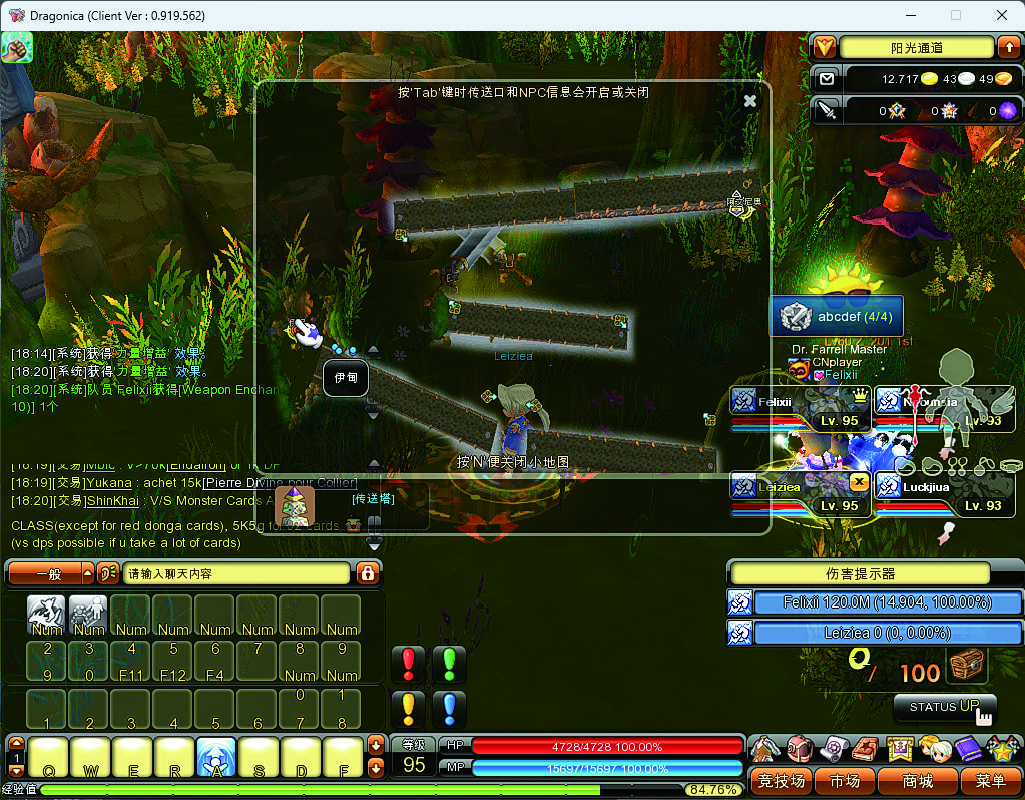 Dragonica (Client Ver : 0.919.562)
阳光通道
按'Tab'键时传送口和NPC信息会开启或关闭
12.717 43 49
0 0 0
abcdef (4/4)
Dr. Farrell Master
CNplayer
Felixii
Leiziea
[18:14][系统]获得'力量增益' 效果。
[18:20][系统]获得'力量增益' 效果。
[18:20][系统]队员 Felixii获得[Weapon Enchan
10)] 1个
伊甸
Felixii
Lv. 95
Lv. 93
按'N'便关闭小地图
[18:19][交易]Yukana : achet 15k[Pierre Divine pour Collier]
[18:20][交易]ShinKhai : V/S Monster Cards A
CLASS(except for red donga cards), 5K5g for 92 cards
(vs dps possible if u take a lot of cards)
[传送塔]
Leiziea
Lv. 95
Luckjiua
Lv. 93
一般
请输入聊天内容
伤害提示器
Felixii 120.0M (14.904, 100.00%)
Leiziea 0 (0, 0.00%)
Num Num Num Num Num Num Num Num
2 3 4 5 6 7 8 9
9 0 F11 F12 F4 Num Num
0 1
1 2 3 4 5 6 7 8
0 / 100
STATUS UP
1
Q W E R A S D F
等级
95
HP
4728/4728 100.00%
MP
15697/15697 100.00%
经验值
84.76%
竞技场
市场
商城
菜单